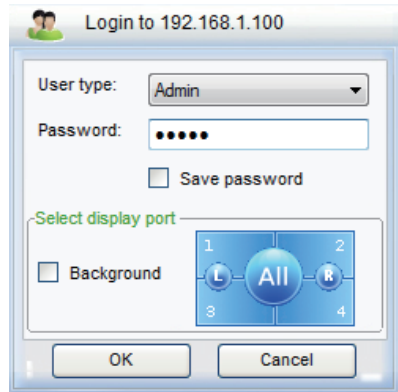 Login to 192.168.1.100
User type: Admin
Password: •••••
Save password
Select display port
1 2
Background L All R
3 4
OK Cancel